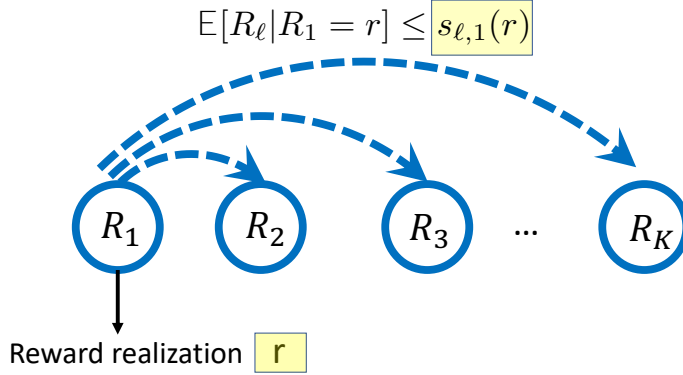 𝔼[R_ℓ|R_1 = r] ≤ s_{ℓ,1}(r)
R_1 R_2 R_3 ... R_K
Reward realization r